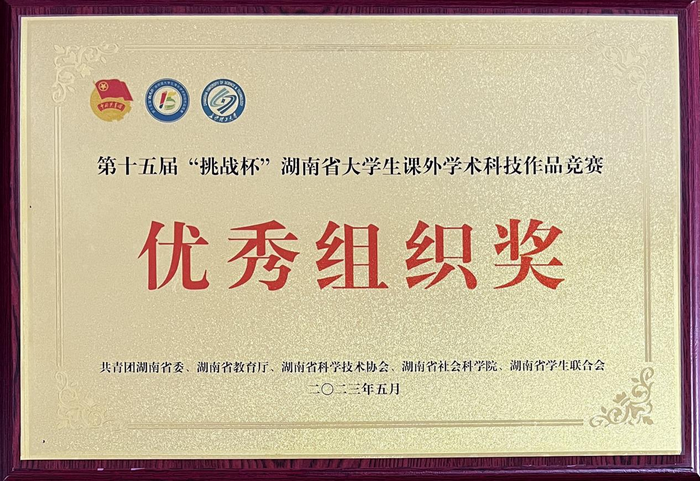 第十五届“挑战杯”湖南省大学生课外学术科技作品竞赛
优秀组织奖
共青团湖南省委、湖南省教育厅、湖南省科学技术协会、湖南省社会科学院、湖南省学生联合会
二〇二三年五月